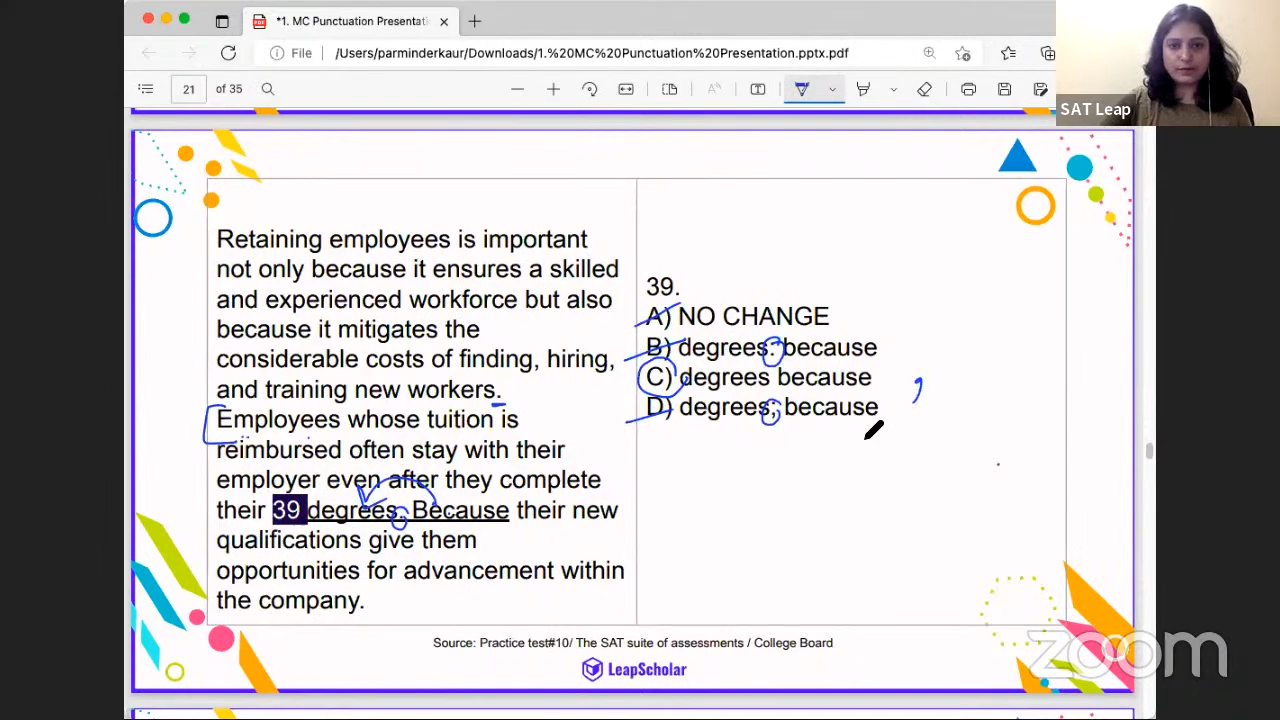 *1. MC Punctuation Presentati
File
/Users/parminderkaur/Downloads/1.%20MC%20Punctuation%20Presentation.pptx.pdf
21
of 35
SAT Leap
Retaining employees is important
not only because it ensures a skilled
and experienced workforce but also
because it mitigates the
considerable costs of finding, hiring,
and training new workers.
Employees whose tuition is
reimbursed often stay with their
employer even after they complete
their 39 degrees. Because their new
qualifications give them
opportunities for advancement within
the company.
39.
A) NO CHANGE
B) degrees: because
C) degrees because
D) degrees; because
,
Source: Practice test#10/ The SAT suite of assessments / College Board
LeapScholar
zoom